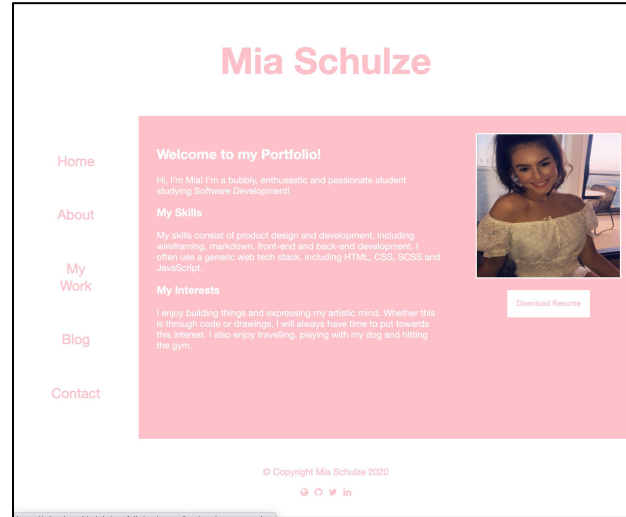 Mia Schulze
Home
About
My
Work
Blog
Contact
Welcome to my Portfolio!
Hi, I'm Mia! I'm a bubbly, enthusastic and passionate student
studying Software Development!
My Skills
My skills consist of product design and development, including
wireframing, markdown, front-end and back-end development. I
often use a generic web tech stack, including HTML, CSS, SCSS and
JavaScript.
My Interests
I enjoy building things and expressing my artistic mind. Whether this
is through code or drawings, I will always have time to put towards
this interest. I also enjoy travelling, playing with my dog and hitting
the gym.
Download Resume
© Copyright Mia Schulze 2020